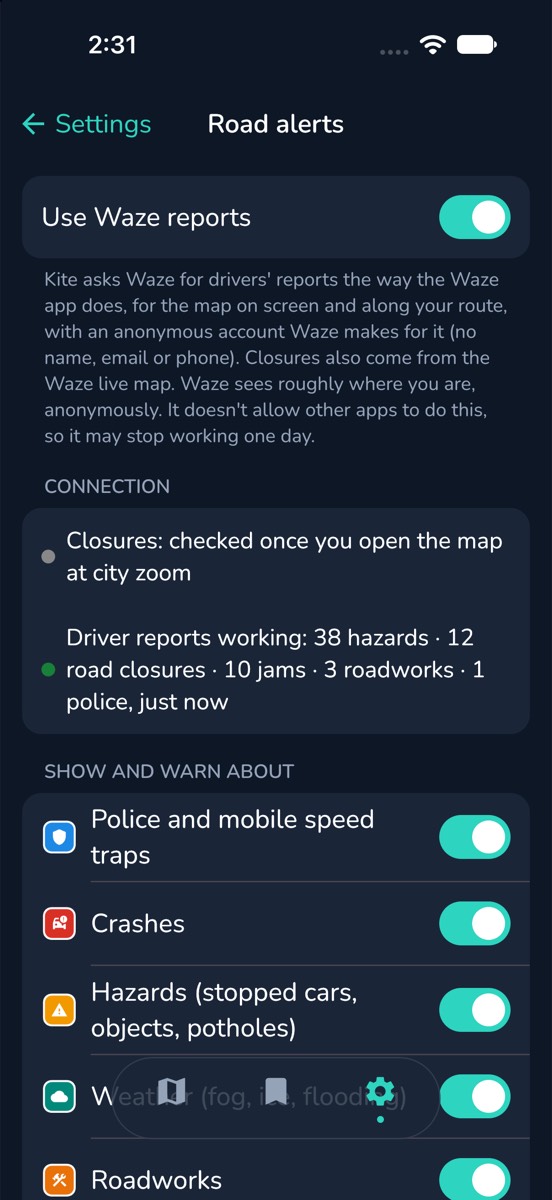 2:31
Settings
Road alerts
Use Waze reports
Kite asks Waze for drivers' reports the way the Waze
app does, for the map on screen and along your route,
with an anonymous account Waze makes for it (no
name, email or phone). Closures also come from the
Waze live map. Waze sees roughly where you are,
anonymously. It doesn't allow other apps to do this,
so it may stop working one day.
CONNECTION
Closures: checked once you open the map
at city zoom
Driver reports working: 38 hazards · 12
road closures · 10 jams · 3 roadworks · 1
police, just now
SHOW AND WARN ABOUT
Police and mobile speed
traps
Crashes
Hazards (stopped cars,
objects, potholes)
Weather (fog, ice, flooding)
Roadworks